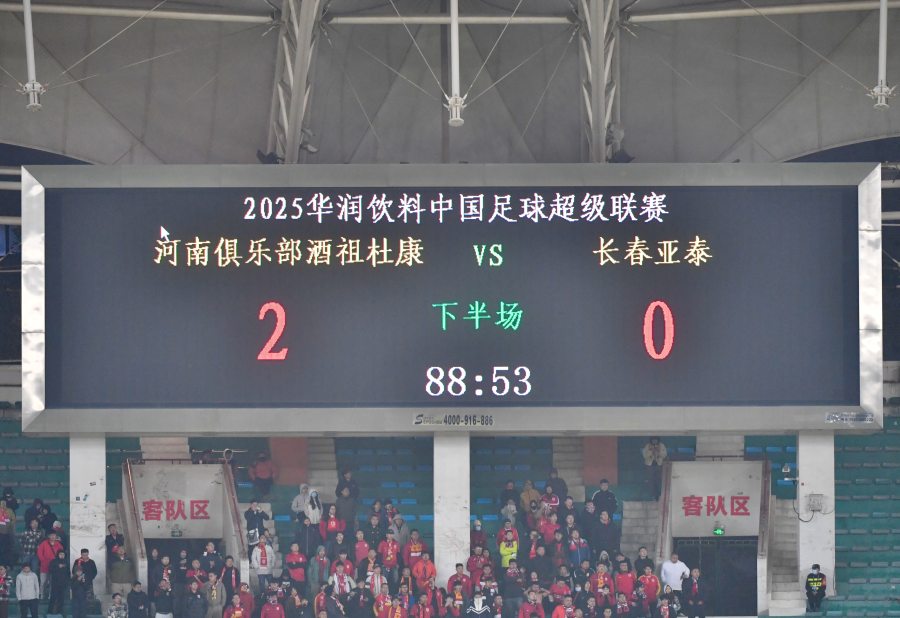 2025华润饮料中国足球超级联赛
河南俱乐部酒祖杜康 VS 长春亚泰
2 下半场 0
88:53
4000-916-886
客队区 客队区